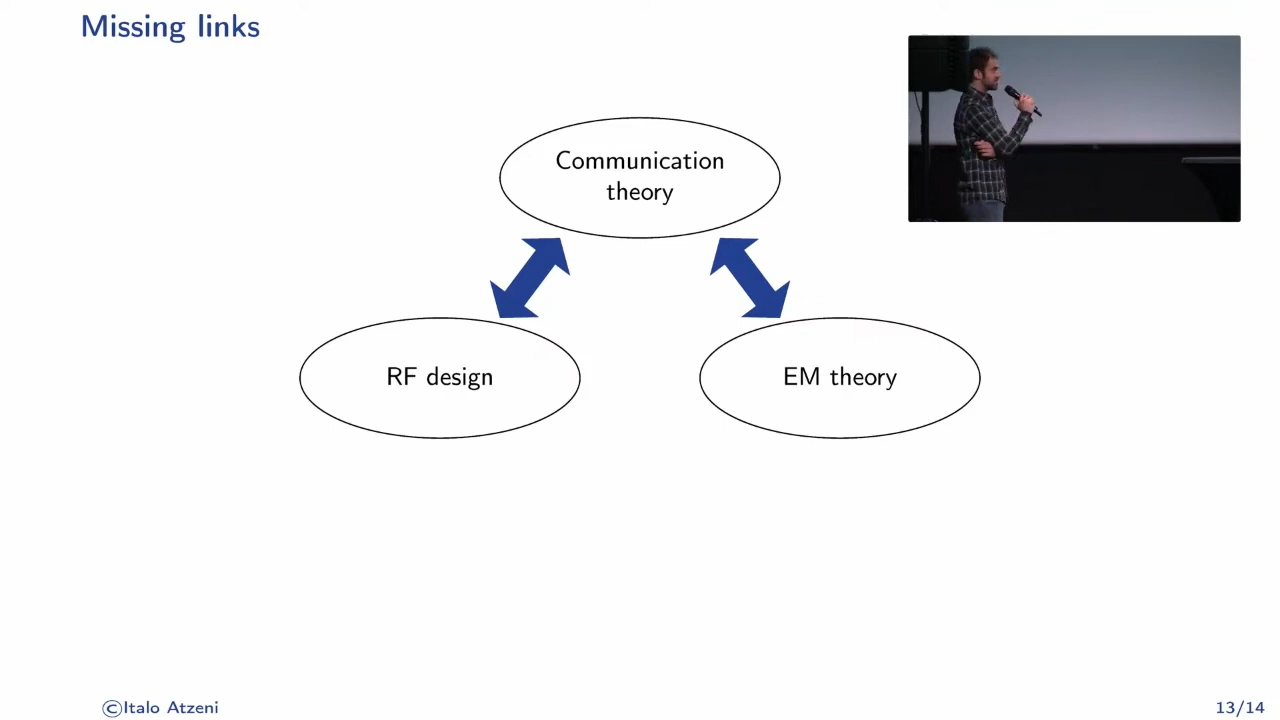 Missing links
Communication
theory
RF design
EM theory
©Italo Atzeni
13/14